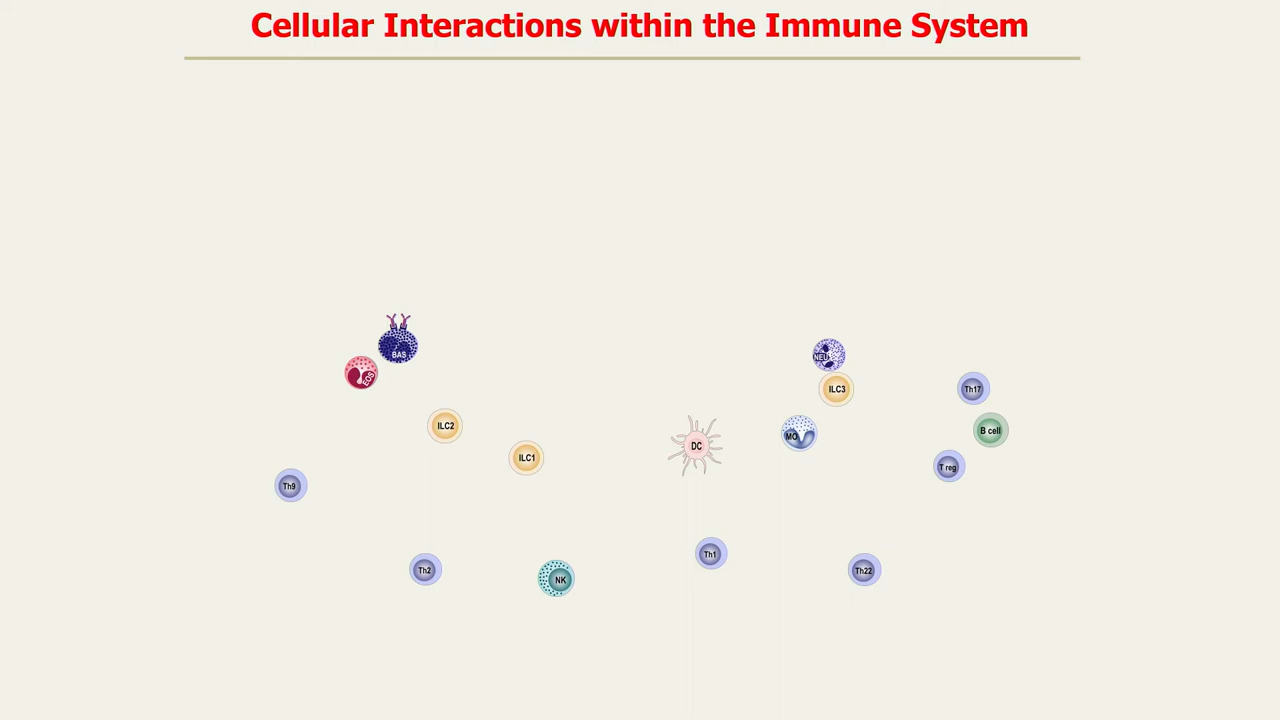 Cellular Interactions within the Immune System
BAS
NEU
EOS
ILC3
Th17
ILC2
MO
B cell
DC
ILC1
T reg
Th9
Th1
Th2
Th22
NK